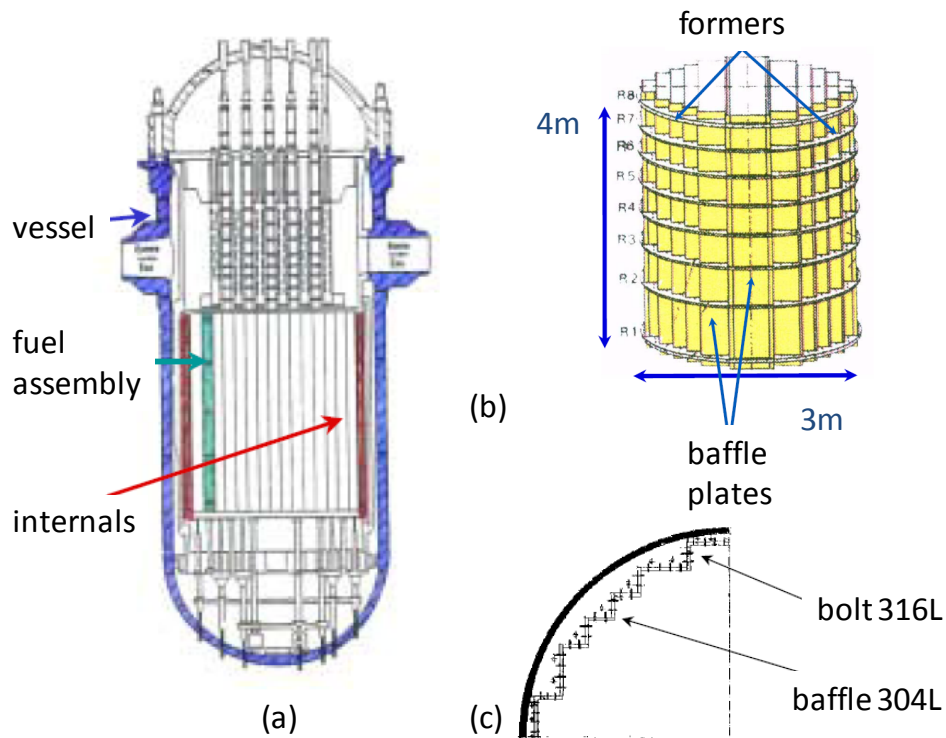 formers
R8
R7
R6
R5
R4
R3
R2
R1
4m
3m
baffle
plates
(b)
vessel
fuel
assembly
internals
(a)
bolt 316L
baffle 304L
(c)